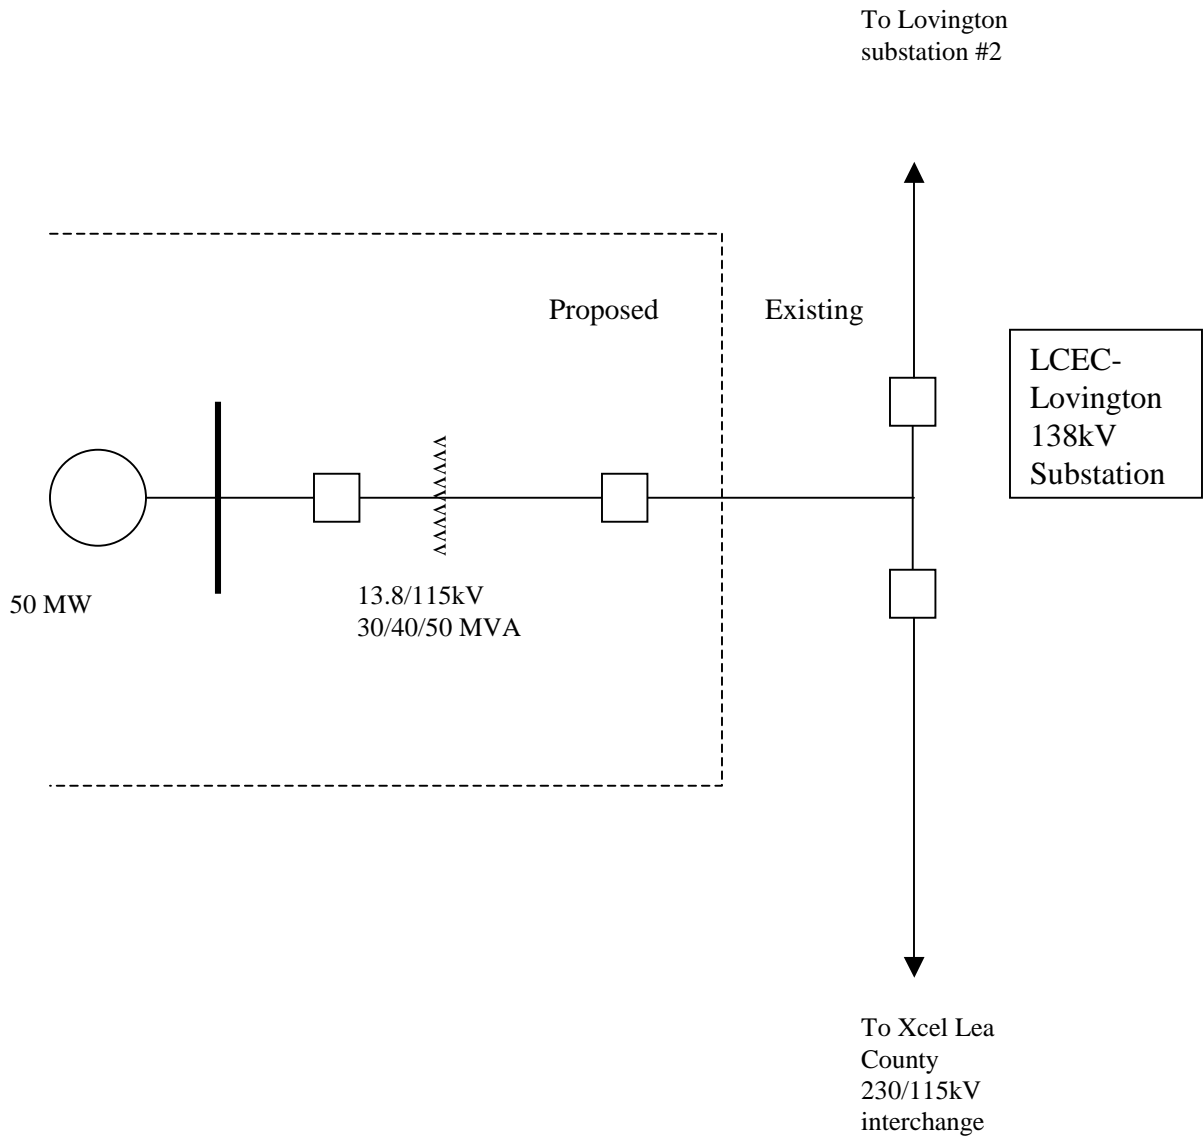 To Lovington
substation #2
Proposed
Existing
LCEC-
Lovington
138kV
Substation
50 MW
13.8/115kV
30/40/50 MVA
To Xcel Lea
County
230/115kV
interchange